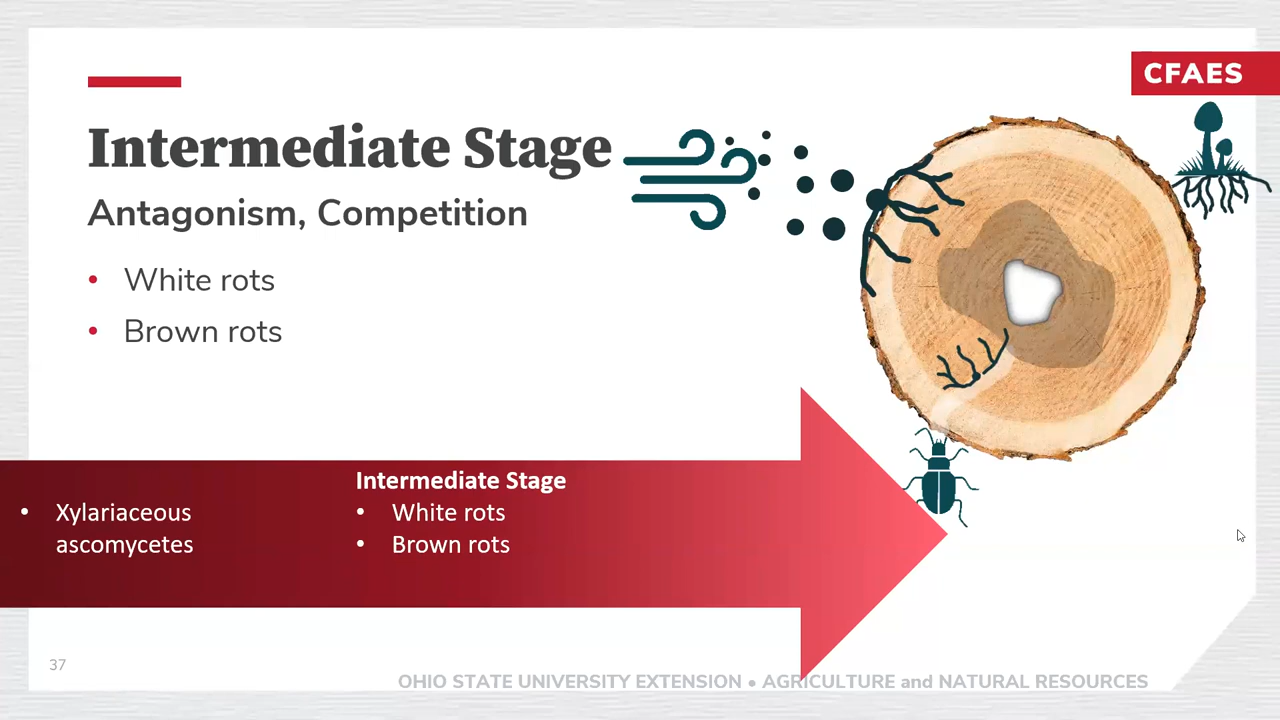 CFAES
Intermediate Stage
Antagonism, Competition
• White rots
• Brown rots
Intermediate Stage
• Xylariaceous
ascomycetes
• White rots
• Brown rots
37
OHIO STATE UNIVERSITY EXTENSION • AGRICULTURE and NATURAL RESOURCES